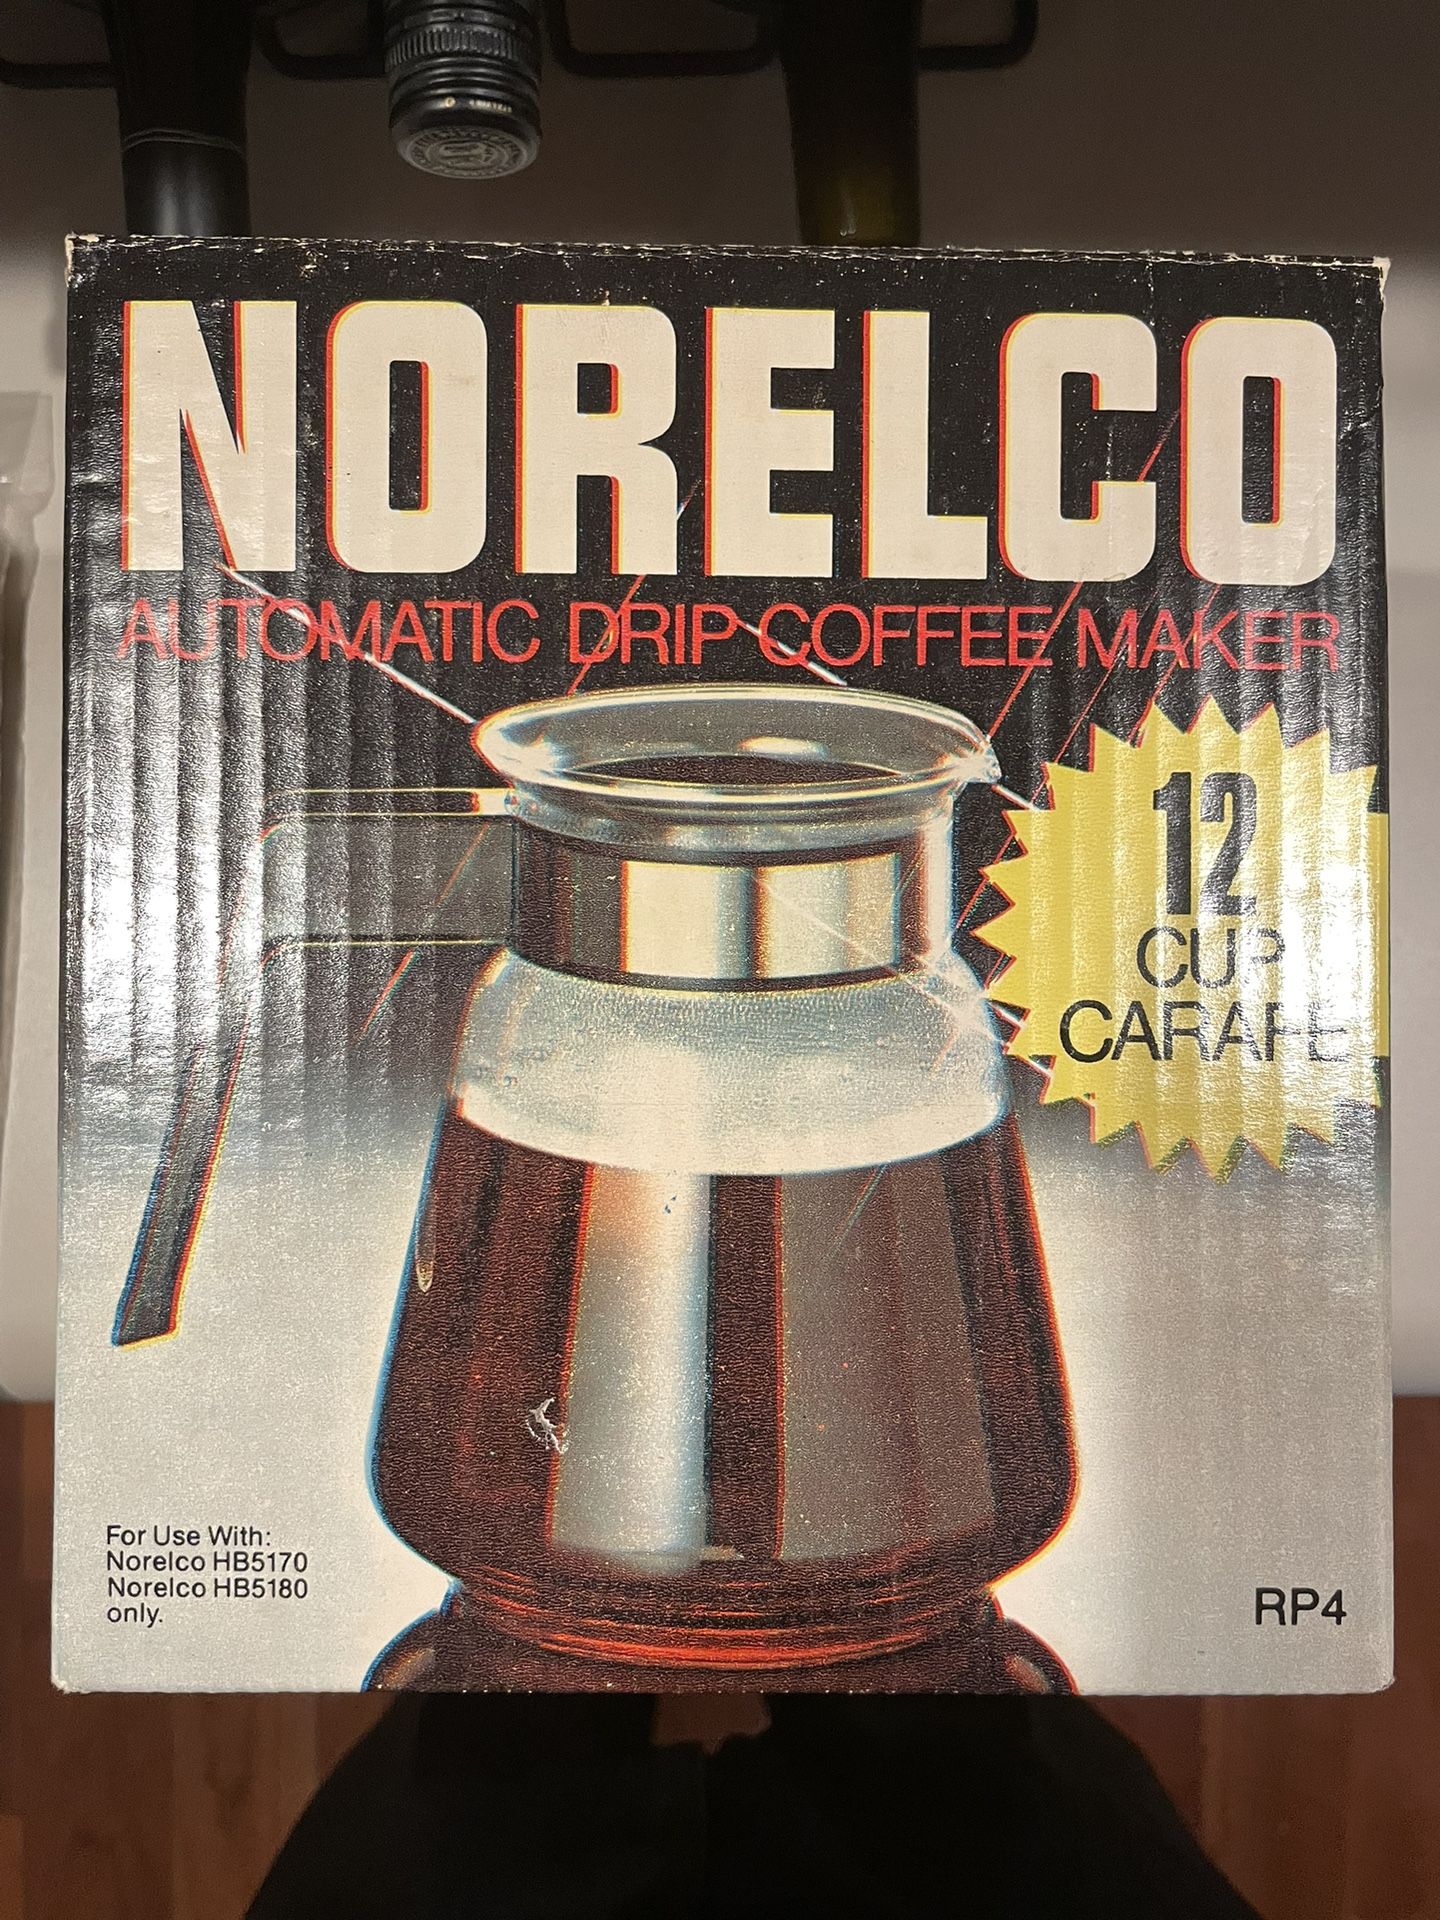 NORELCO
AUTOMATIC DRIP COFFEE MAKER
12
CUP
CARAFE
For Use With:
Norelco HB5170
Norelco HB5180
only.
RP4